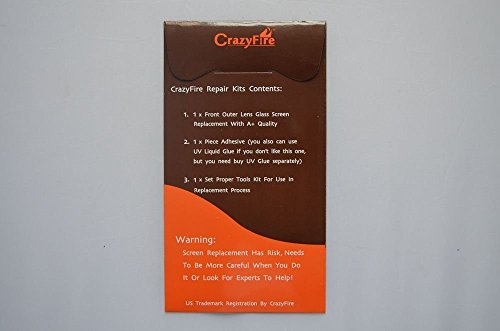 CrazyFire
CrazyFire Repair Kits Contents:
1. 1 x Front Outer Lens Glass Screen
Replacement With A+ Quality
2. 1 x Piece Adhesive (you also can use
UV Liquid Glue if you don't like this one,
but you need buy UV Glue separately)
3. 1 x Set Proper Tools Kit For Use In
Replacement Process
Warning:
Screen Replacement Has Risk, Needs
To Be More Careful When You Do
It Or Look For Experts To Help!
US Trademark Registration By CrazyFire